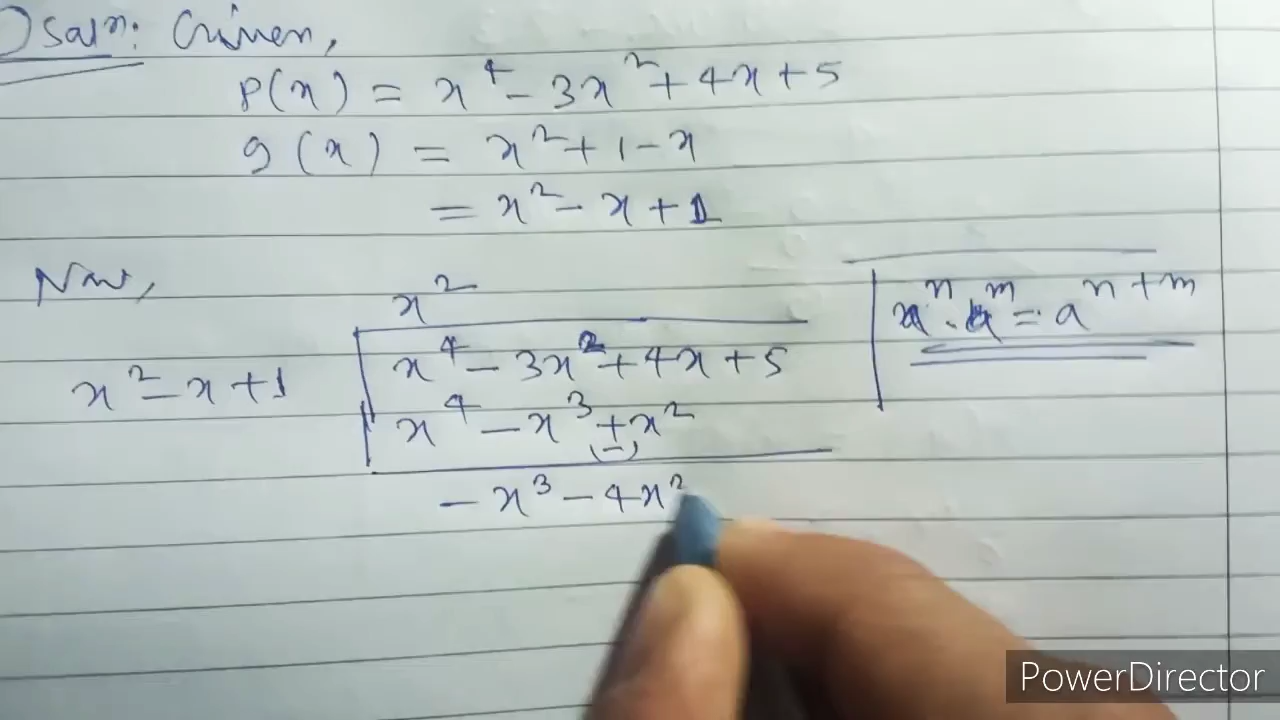 Soln: Given,
p(x) = x⁴ - 3x² + 4x + 5
g(x) = x² + 1 - x
= x² - x + 1
Now,
x²
x² - x + 1 x⁴ - 3x² + 4x + 5
x⁴ - x³ + x²
(-)
- x³ - 4x²
aⁿ . aᵐ = aⁿ⁺ᵐ
PowerDirector